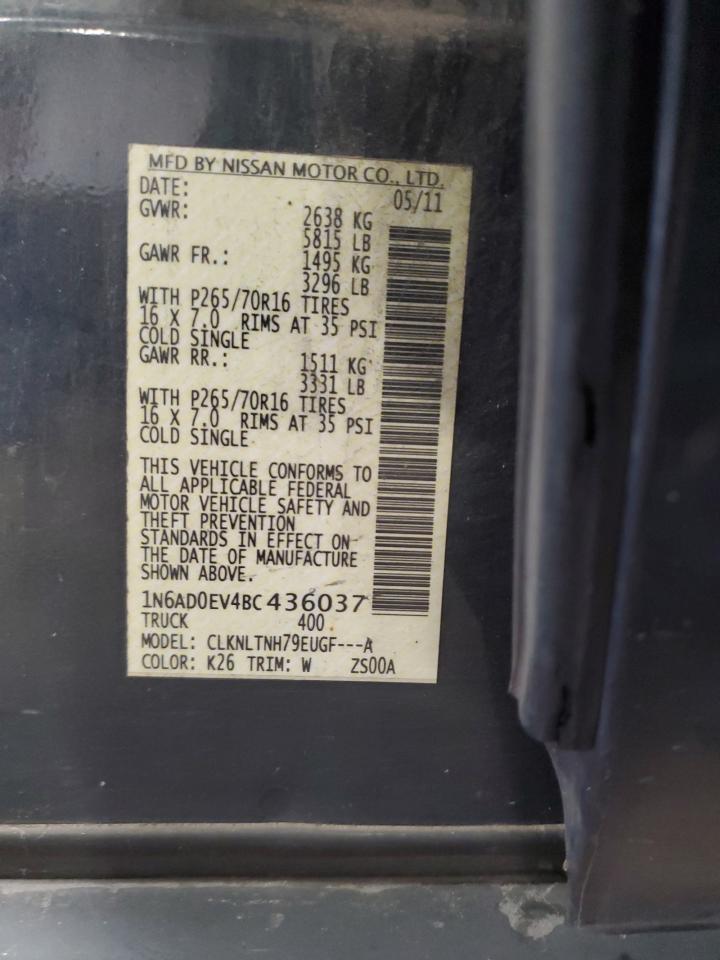 MFD BY NISSAN MOTOR CO., LTD.
DATE: 05/11
GVWR: 2638 KG
5815 LB
GAWR FR.: 1495 KG
3296 LB
WITH P265/70R16 TIRES
16 X 7.0 RIMS AT 35 PSI
COLD SINGLE
GAWR RR.: 1511 KG
3331 LB
WITH P265/70R16 TIRES
16 X 7.0 RIMS AT 35 PSI
COLD SINGLE
THIS VEHICLE CONFORMS TO
ALL APPLICABLE FEDERAL
MOTOR VEHICLE SAFETY AND
THEFT PREVENTION
STANDARDS IN EFFECT ON
THE DATE OF MANUFACTURE
SHOWN ABOVE.
1N6AD0EV4BC436037
TRUCK 400
MODEL: CLKNLTNH79EUGF---A
COLOR: K26 TRIM: W ZS00A